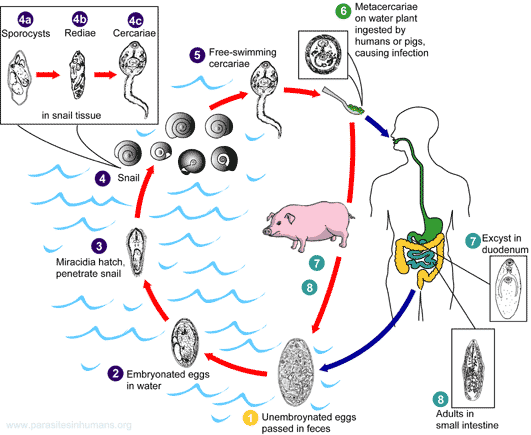 4a
4b
4c
Sporocysts
Rediae
Cercariae
in snail tissue
5
Free-swimming
cercariae
6
Metacercariae
on water plant
ingested by
humans or pigs,
causing infection
4
Snail
3
Miracidia hatch,
penetrate snail
7
8
7
Excyst in
duodenum
2
Embryonated eggs
in water
1
Unembroynated eggs
passed in feces
8
Adults in
small intestine
www.parasitesinhumans.org